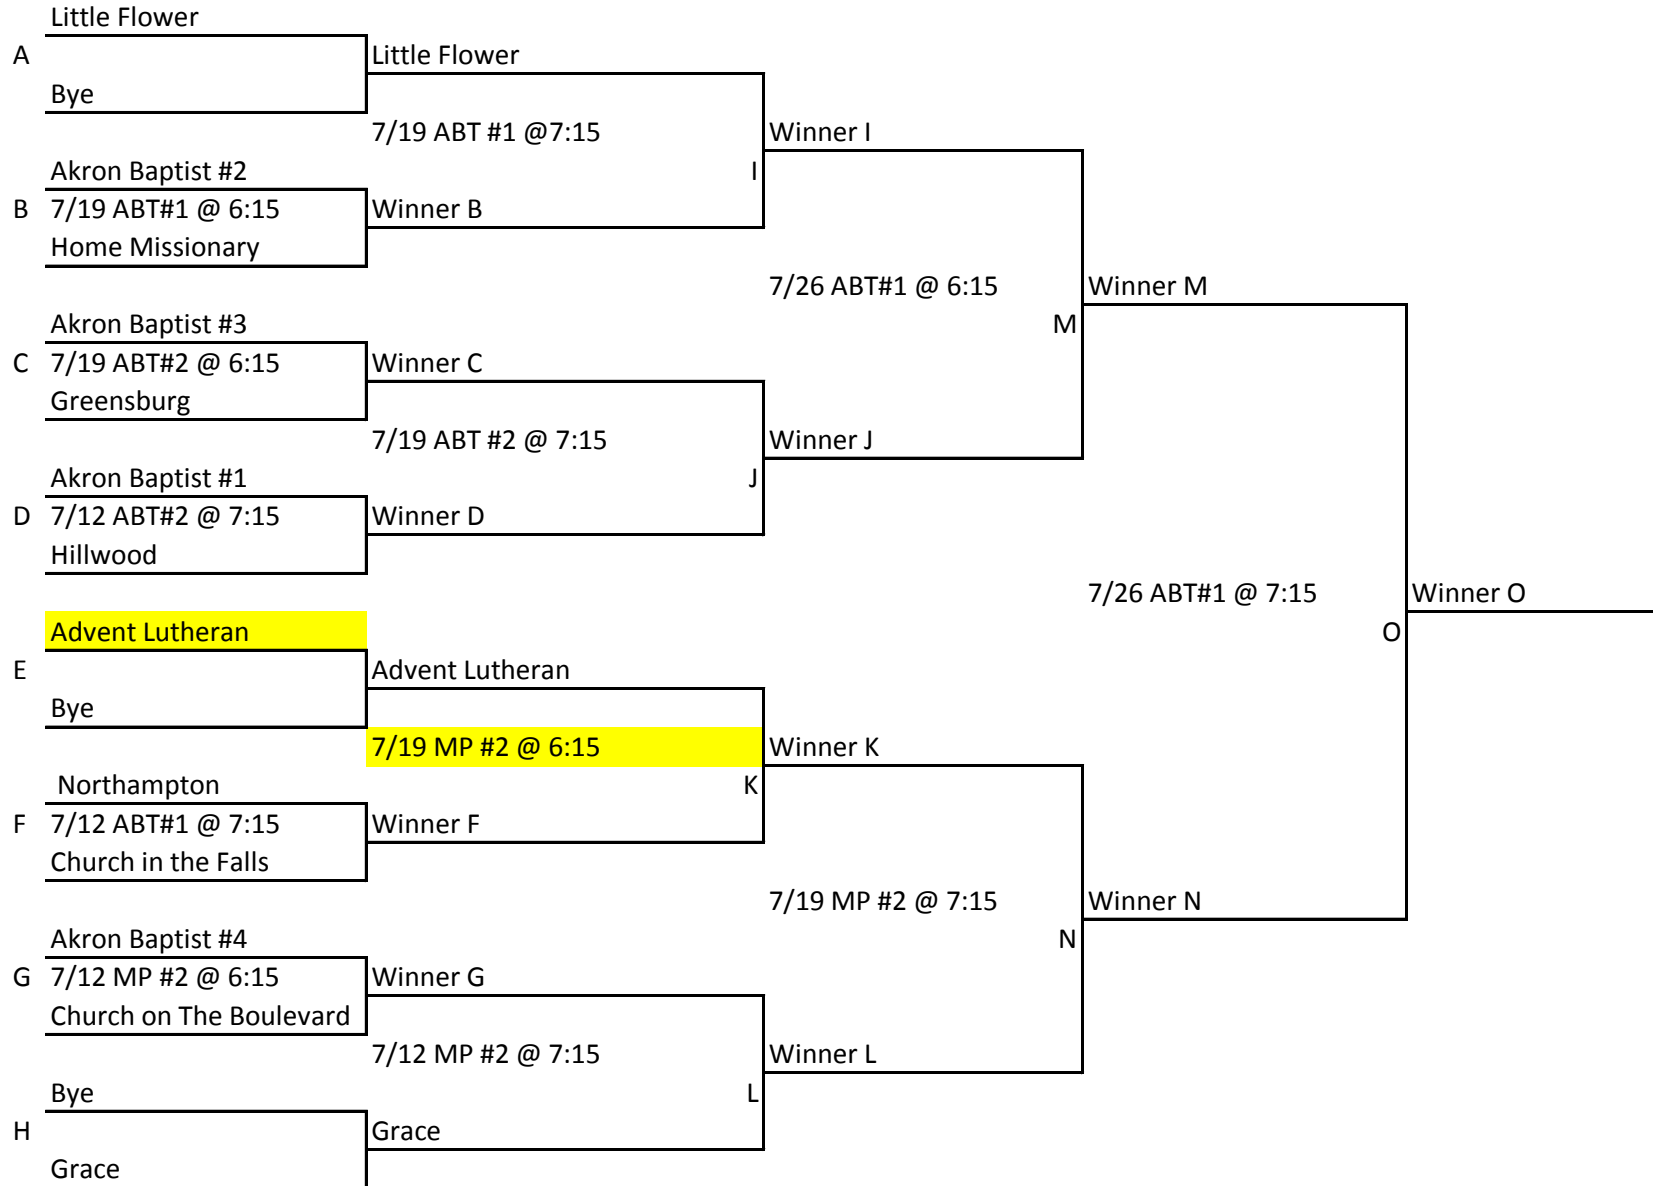 Little Flower
A
Little Flower
Bye
7/19 ABT #1 @7:15
Winner I
Akron Baptist #2
I
B
7/19 ABT#1 @ 6:15
Winner B
Home Missionary
7/26 ABT#1 @ 6:15
Winner M
Akron Baptist #3
M
C
7/19 ABT#2 @ 6:15
Winner C
Greensburg
7/19 ABT #2 @ 7:15
Winner J
Akron Baptist #1
J
D
7/12 ABT#2 @ 7:15
Winner D
Hillwood
7/26 ABT#1 @ 7:15
Winner O
Advent Lutheran
O
E
Advent Lutheran
Bye
7/19 MP #2 @ 6:15
Winner K
Northampton
K
F
7/12 ABT#1 @ 7:15
Winner F
Church in the Falls
7/19 MP #2 @ 7:15
Winner N
Akron Baptist #4
N
G
7/12 MP #2 @ 6:15
Winner G
Church on The Boulevard
7/12 MP #2 @ 7:15
Winner L
Bye
L
H
Grace
Grace